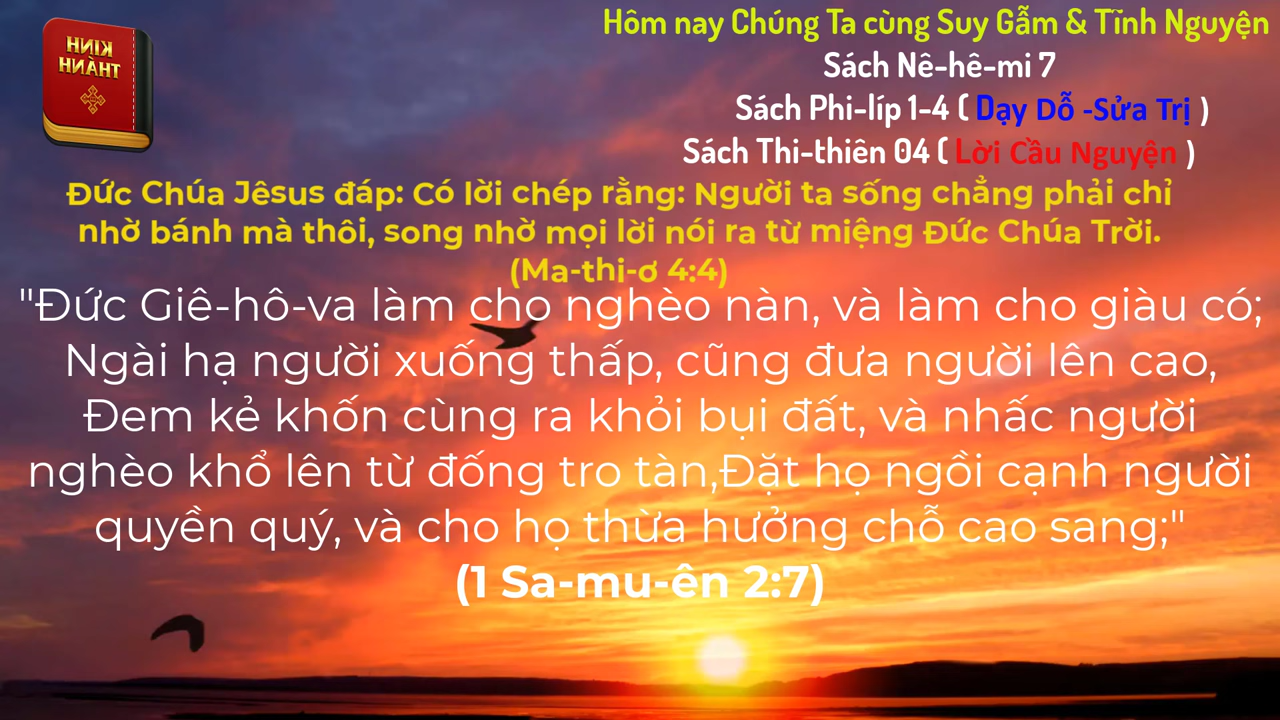 KINH
THÁNH
Hôm nay Chúng Ta cùng Suy Gẫm & Tĩnh Nguyện
Sách Nê-hê-mi 7
Sách Phi-líp 1-4 ( Dạy Dỗ -Sửa Trị )
Sách Thi-thiên 04 ( Lời Cầu Nguyện )
Đức Chúa Jêsus đáp: Có lời chép rằng: Người ta sống chẳng phải chỉ
nhờ bánh mà thôi, song nhờ mọi lời nói ra từ miệng Đức Chúa Trời.
(Ma-thi-ơ 4:4)
"Đức Giê-hô-va làm cho nghèo nàn, và làm cho giàu có;
Ngài hạ người xuống thấp, cũng đưa người lên cao,
Đem kẻ khốn cùng ra khỏi bụi đất, và nhấc người
nghèo khổ lên từ đống tro tàn,Đặt họ ngồi cạnh người
quyền quý, và cho họ thừa hưởng chỗ cao sang;"
(1 Sa-mu-ên 2:7)